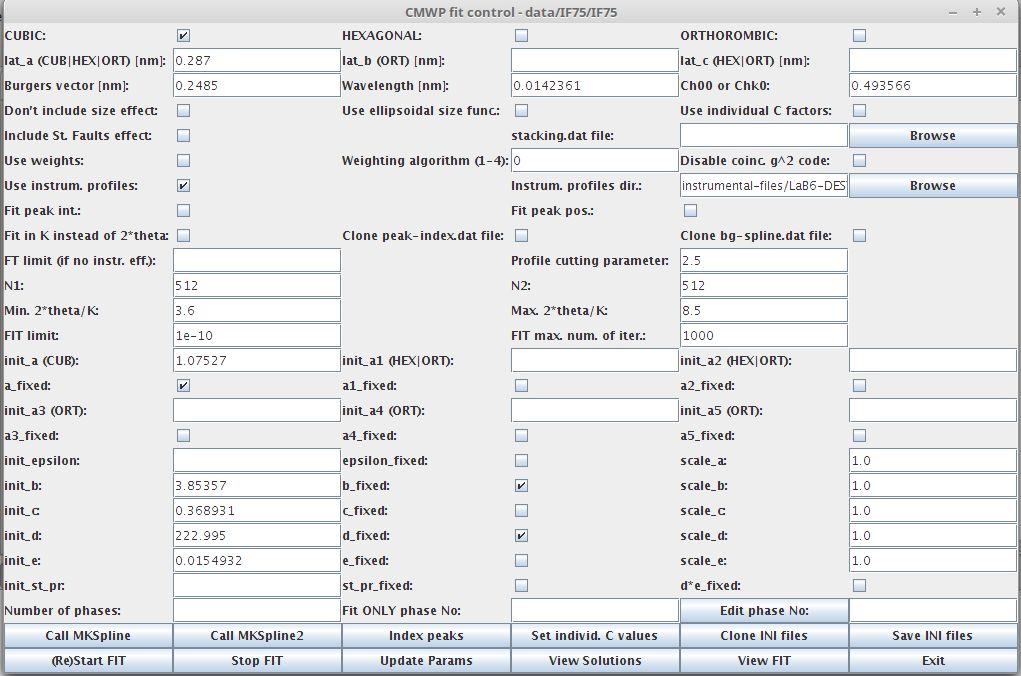 CMWP fit control - data/IF75/IF75
CUBIC: HEXAGONAL: ORTHOROMBIC:
lat_a (CUB|HEX|ORT) [nm]: 0.287 lat_b (ORT) [nm]: lat_c (HEX|ORT) [nm]:
Burgers vector [nm]: 0.2485 Wavelength [nm]: 0.0142361 Ch00 or Chk0: 0.493566
Don't include size effect: Use ellipsoidal size func.: Use individual C factors:
Include St. Faults effect: stacking.dat file: Browse
Use weights: Weighting algorithm (1-4): 0 Disable coinc. g^2 code:
Use instrum. profiles: Instrum. profiles dir.: instrumental-files/LaB6-DES Browse
Fit peak int.: Fit peak pos.:
Fit in K instead of 2*theta: Clone peak-index.dat file: Clone bg-spline.dat file:
FT limit (if no instr. eff.): Profile cutting parameter: 2.5
N1: 512 N2: 512
Min. 2*theta/K: 3.6 Max. 2*theta/K: 8.5
FIT limit: 1e-10 FIT max. num. of iter.: 1000
init_a (CUB): 1.07527 init_a1 (HEX|ORT): init_a2 (HEX|ORT):
a_fixed: a1_fixed: a2_fixed:
init_a3 (ORT): init_a4 (ORT): init_a5 (ORT):
a3_fixed: a4_fixed: a5_fixed:
init_epsilon: epsilon_fixed: scale_a: 1.0
init_b: 3.85357 b_fixed: scale_b: 1.0
init_c: 0.368931 c_fixed: scale_c: 1.0
init_d: 222.995 d_fixed: scale_d: 1.0
init_e: 0.0154932 e_fixed: scale_e: 1.0
init_st_pr: st_pr_fixed: d*e_fixed:
Number of phases: Fit ONLY phase No: Edit phase No:
Call MKSpline Call MKSpline2 Index peaks Set individ. C values Clone INI files Save INI files
(Re)Start FIT Stop FIT Update Params View Solutions View FIT Exit